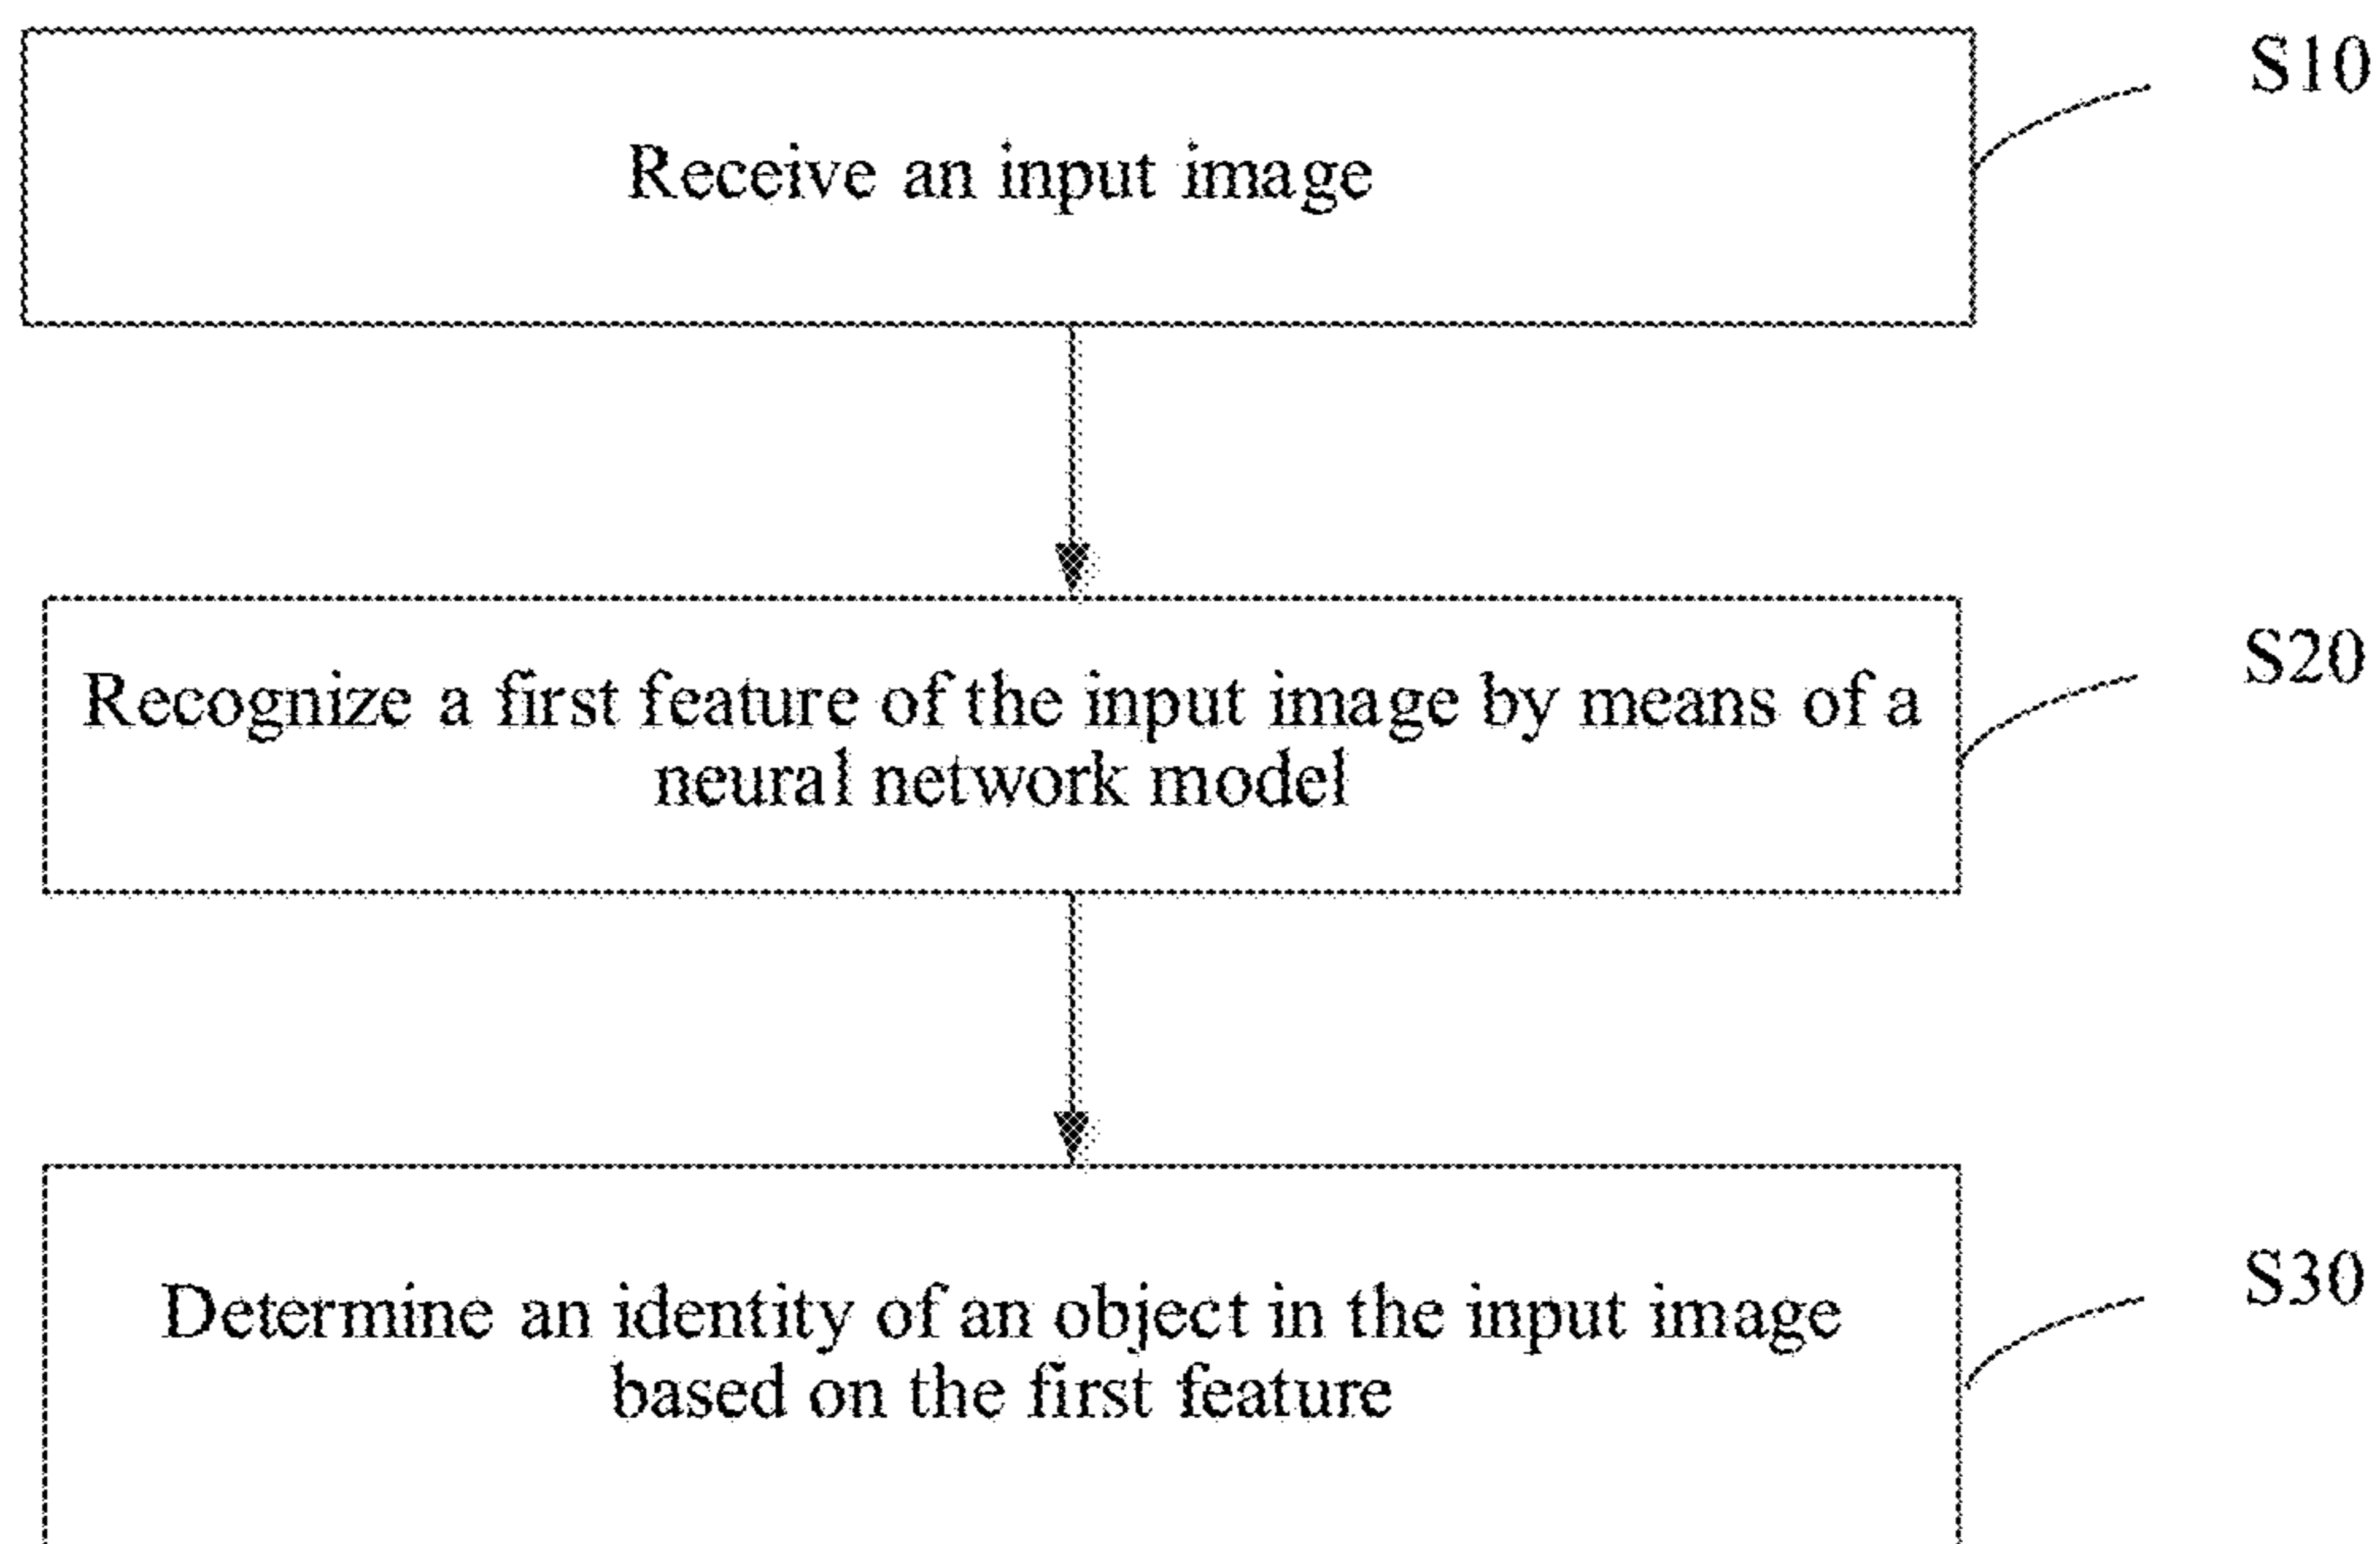 S10
Receive an input image
S20
Recognize a first feature of the input image by means of a
neural network model
S30
Determine an identity of an object in the input image
based on the first feature